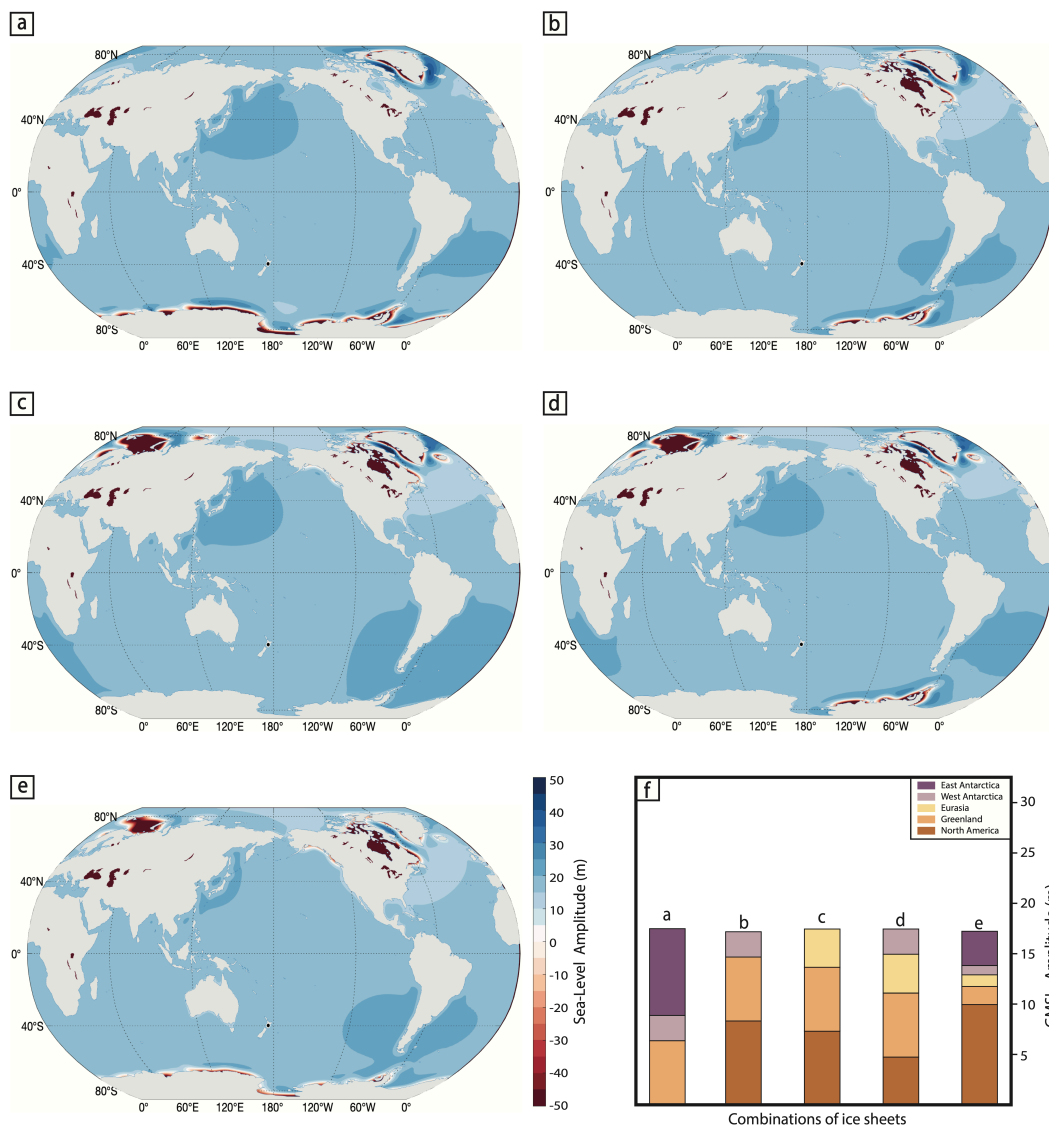 a
b
80°N
40°N
0°
40°S
80°S
0° 60°E 120°E 180° 120°W 60°W 0°
80°N
40°N
0°
40°S
80°S
0° 60°E 120°E 180° 120°W 60°W 0°
c
d
80°N
40°N
0°
40°S
80°S
0° 60°E 120°E 180° 120°W 60°W 0°
80°N
40°N
0°
40°S
80°S
0° 60°E 120°E 180° 120°W 60°W 0°
e
80°N
40°N
0°
40°S
80°S
0° 60°E 120°E 180° 120°W 60°W 0°
50
40
30
20
10
0
-10
-20
-30
-40
-50
Sea-Level Amplitude (m)
f
East Antarctica
West Antarctica
Eurasia
Greenland
North America
a
b
c
d
e
30
25
20
15
10
5
GMSL Amplitude (m)
Combinations of ice sheets